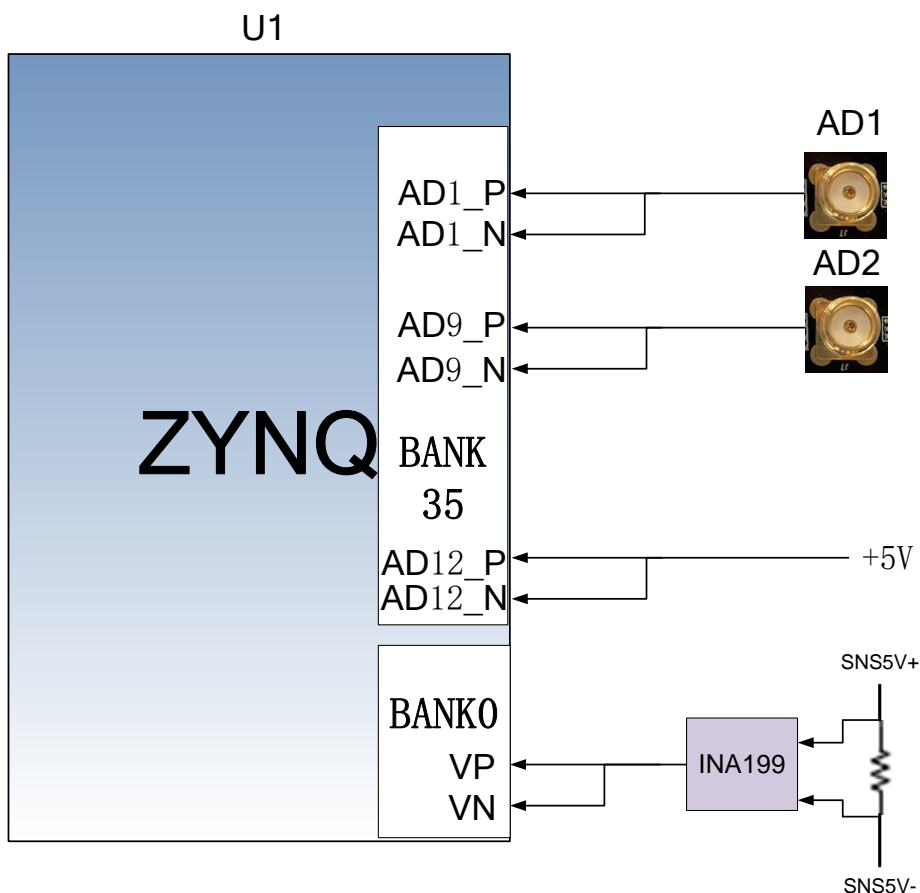 U1
AD1
AD1_P
AD1_N
AD2
AD9_P
AD9_N
ZYNQ
BANK
35
AD12_P
AD12_N
+5V
SNS5V+
BANK0
INA199
VP
VN
SNS5V-